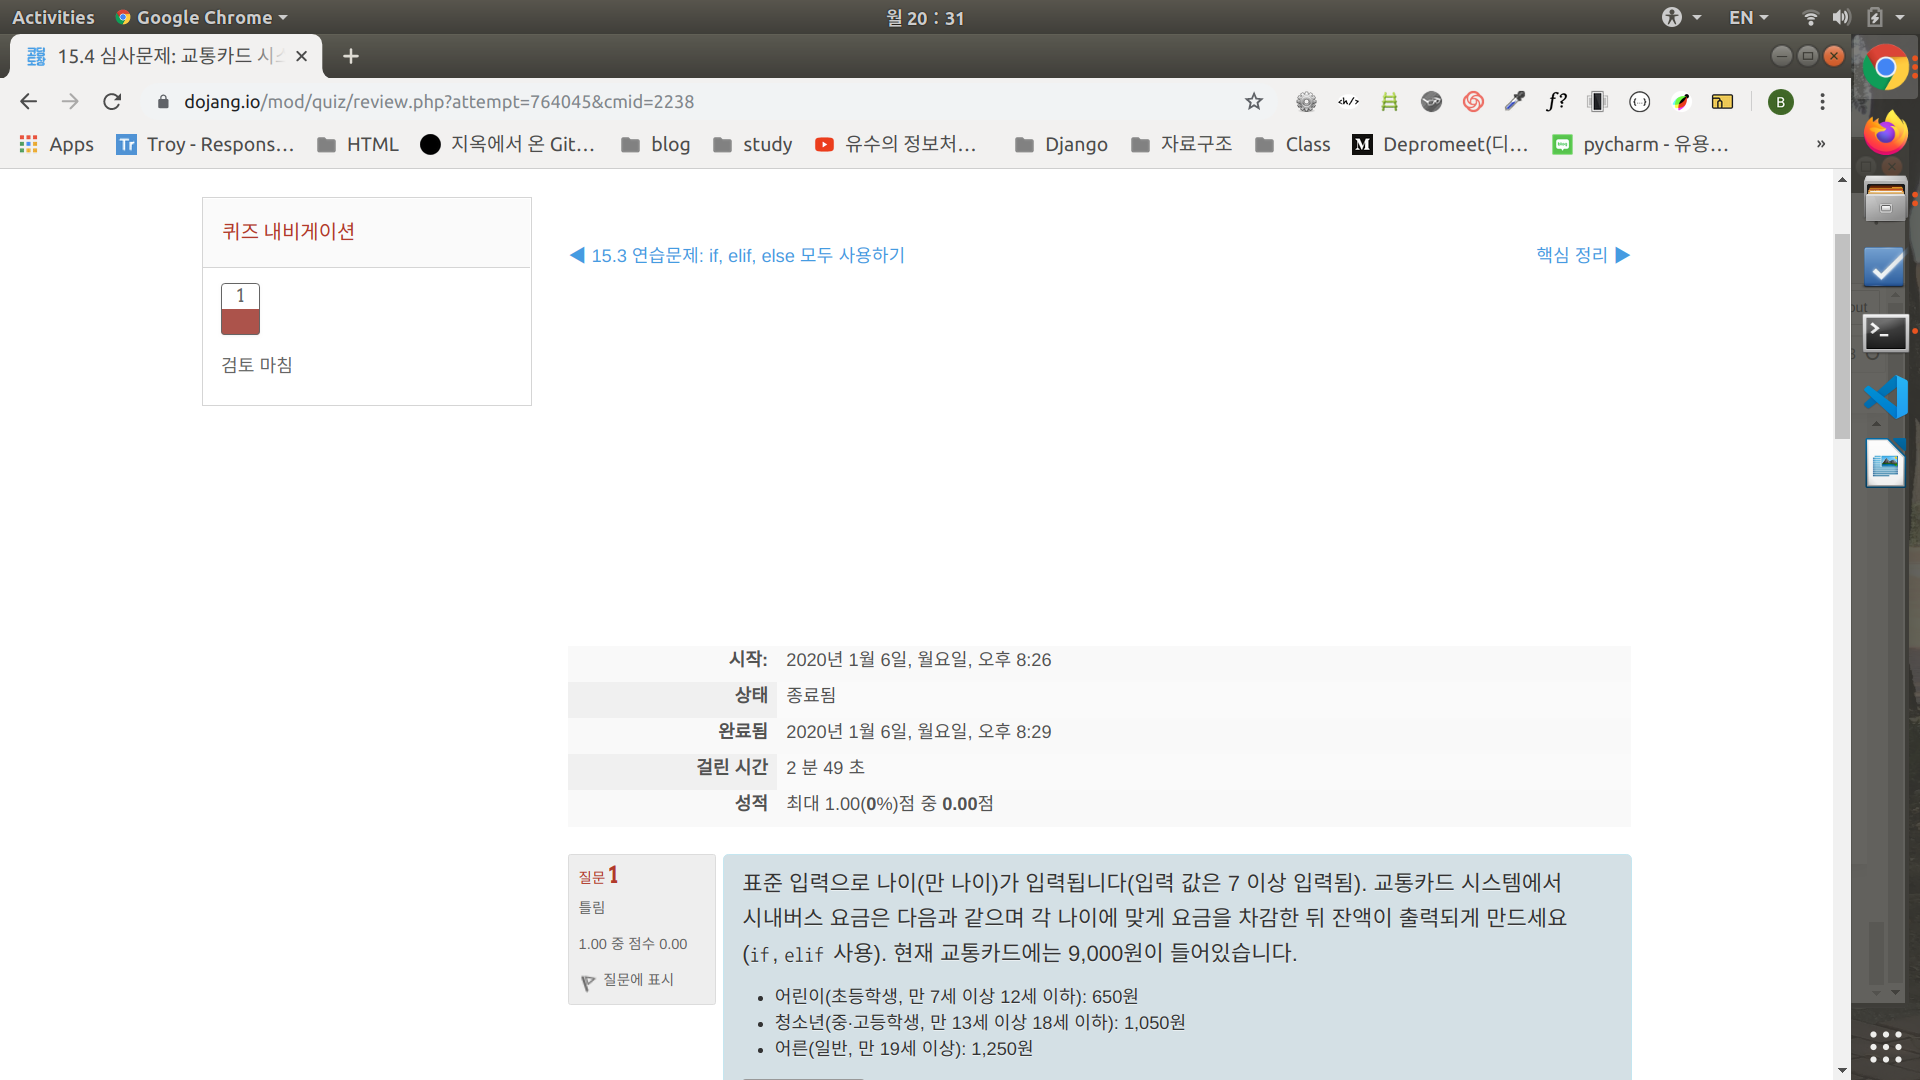 Activities
Google Chrome
월 20 : 31
EN
15.4 심사문제: 교통카드 시스
dojang.io/mod/quiz/review.php?attempt=764045&cmid=2238
<h/>
f?
{...}
B
Apps
Tr Troy - Respons...
HTML
지옥에서 온 Git...
blog
study
유수의 정보처...
Django
자료구조
Class
M Depromeet(디...
pycharm - 유용...
»
퀴즈 내비게이션
1
검토 마침
◀ 15.3 연습문제: if, elif, else 모두 사용하기
핵심 정리 ▶
시작: 2020년 1월 6일, 월요일, 오후 8:26
상태 종료됨
완료됨 2020년 1월 6일, 월요일, 오후 8:29
걸린 시간 2 분 49 초
성적 최대 1.00(0%)점 중 0.00점
질문 1
틀림
1.00 중 점수 0.00
질문에 표시
표준 입력으로 나이(만 나이)가 입력됩니다(입력 값은 7 이상 입력됨). 교통카드 시스템에서
시내버스 요금은 다음과 같으며 각 나이에 맞게 요금을 차감한 뒤 잔액이 출력되게 만드세요
(if, elif 사용). 현재 교통카드에는 9,000원이 들어있습니다.
• 어린이(초등학생, 만 7세 이상 12세 이하): 650원
• 청소년(중·고등학생, 만 13세 이상 18세 이하): 1,050원
• 어른(일반, 만 19세 이상): 1,250원